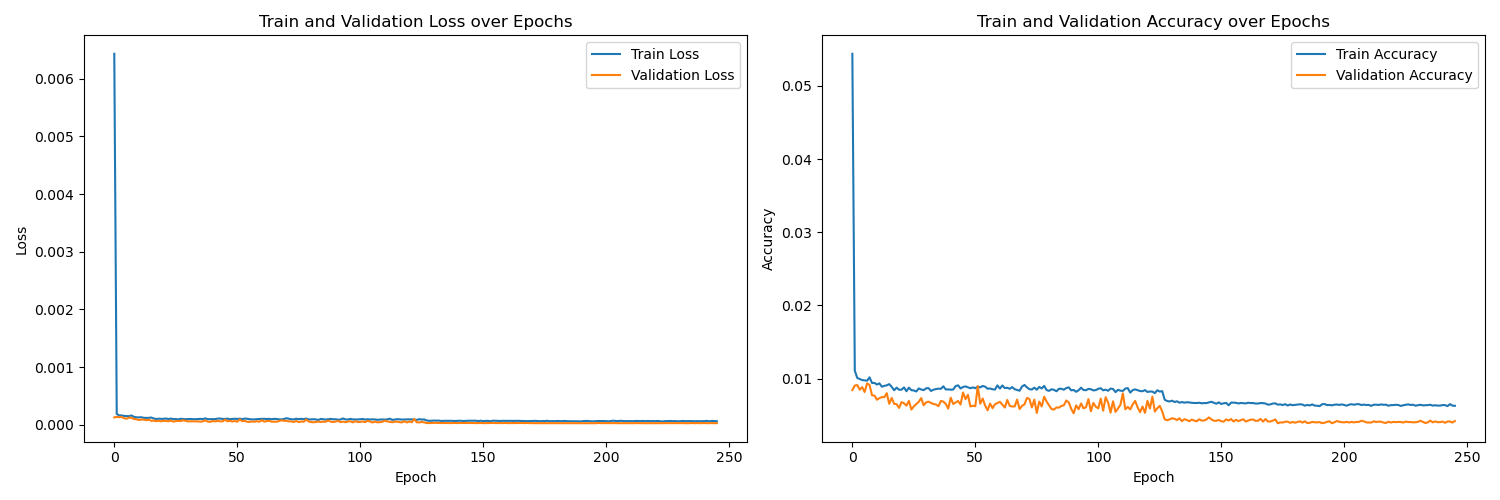 Train and Validation Loss over Epochs
Train Loss
Validation Loss
0.006
0.005
0.004
0.003
0.002
0.001
0.000
Loss
0
50
100
150
200
250
Epoch
Train and Validation Accuracy over Epochs
Train Accuracy
Validation Accuracy
0.05
0.04
0.03
0.02
0.01
Accuracy
0
50
100
150
200
250
Epoch